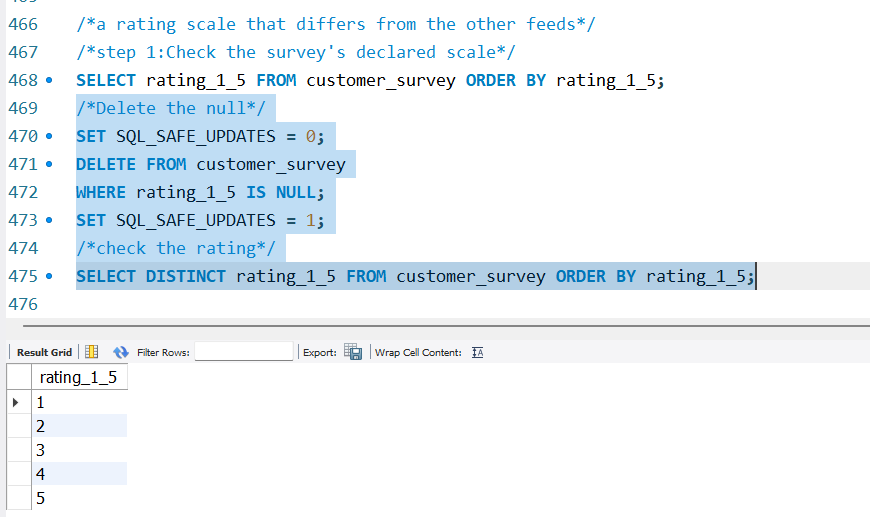 466 /*a rating scale that differs from the other feeds*/
467 /*step 1:Check the survey's declared scale*/
468 SELECT rating_1_5 FROM customer_survey ORDER BY rating_1_5;
469 /*Delete the null*/
470 SET SQL_SAFE_UPDATES = 0;
471 DELETE FROM customer_survey
472 WHERE rating_1_5 IS NULL;
473 SET SQL_SAFE_UPDATES = 1;
474 /*check the rating*/
475 SELECT DISTINCT rating_1_5 FROM customer_survey ORDER BY rating_1_5;
476
Result Grid Filter Rows: Export: Wrap Cell Content: IA
rating_1_5
1
2
3
4
5